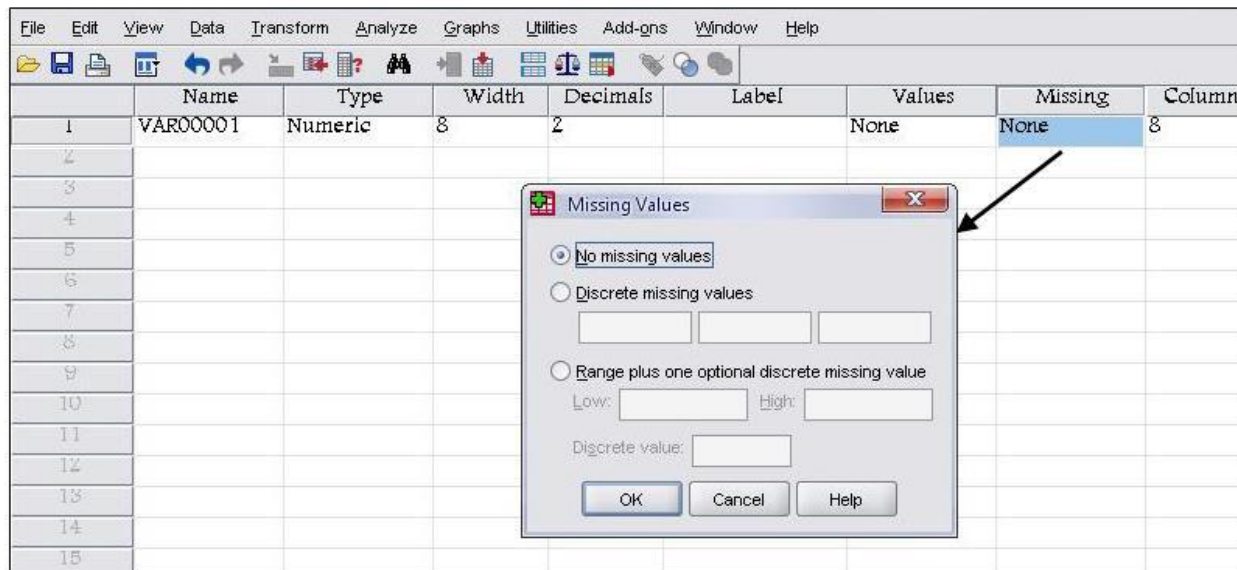 File Edit View Data Transform Analyze Graphs Utilities Add-ons Window Help
Name Type Width Decimals Label Values Missing Column
1 VAR00001 Numeric 8 2 None None 8
2
3
4
5
6
7
8
9
10
11
12
13
14
15
Missing Values
No missing values
Discrete missing values
Range plus one optional discrete missing value
Low: High:
Discrete value:
OK Cancel Help